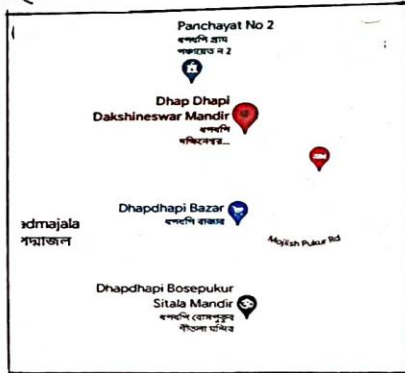 Panchayat No 2
ধপধপি গ্রাম
পঞ্চায়েত ন 2
Dhap Dhapi
Dakshineswar Mandir
ধপধপি
দক্ষিনেশ্বর...
Dhapdhapi Bazar
ধপধপি বাজার
admajala
পদ্মাজল
Mojlish Pukur Rd
Dhapdhapi Bosepukur
Sitala Mandir
ধপধপি বোসপুকুর
শীতলা মন্দির